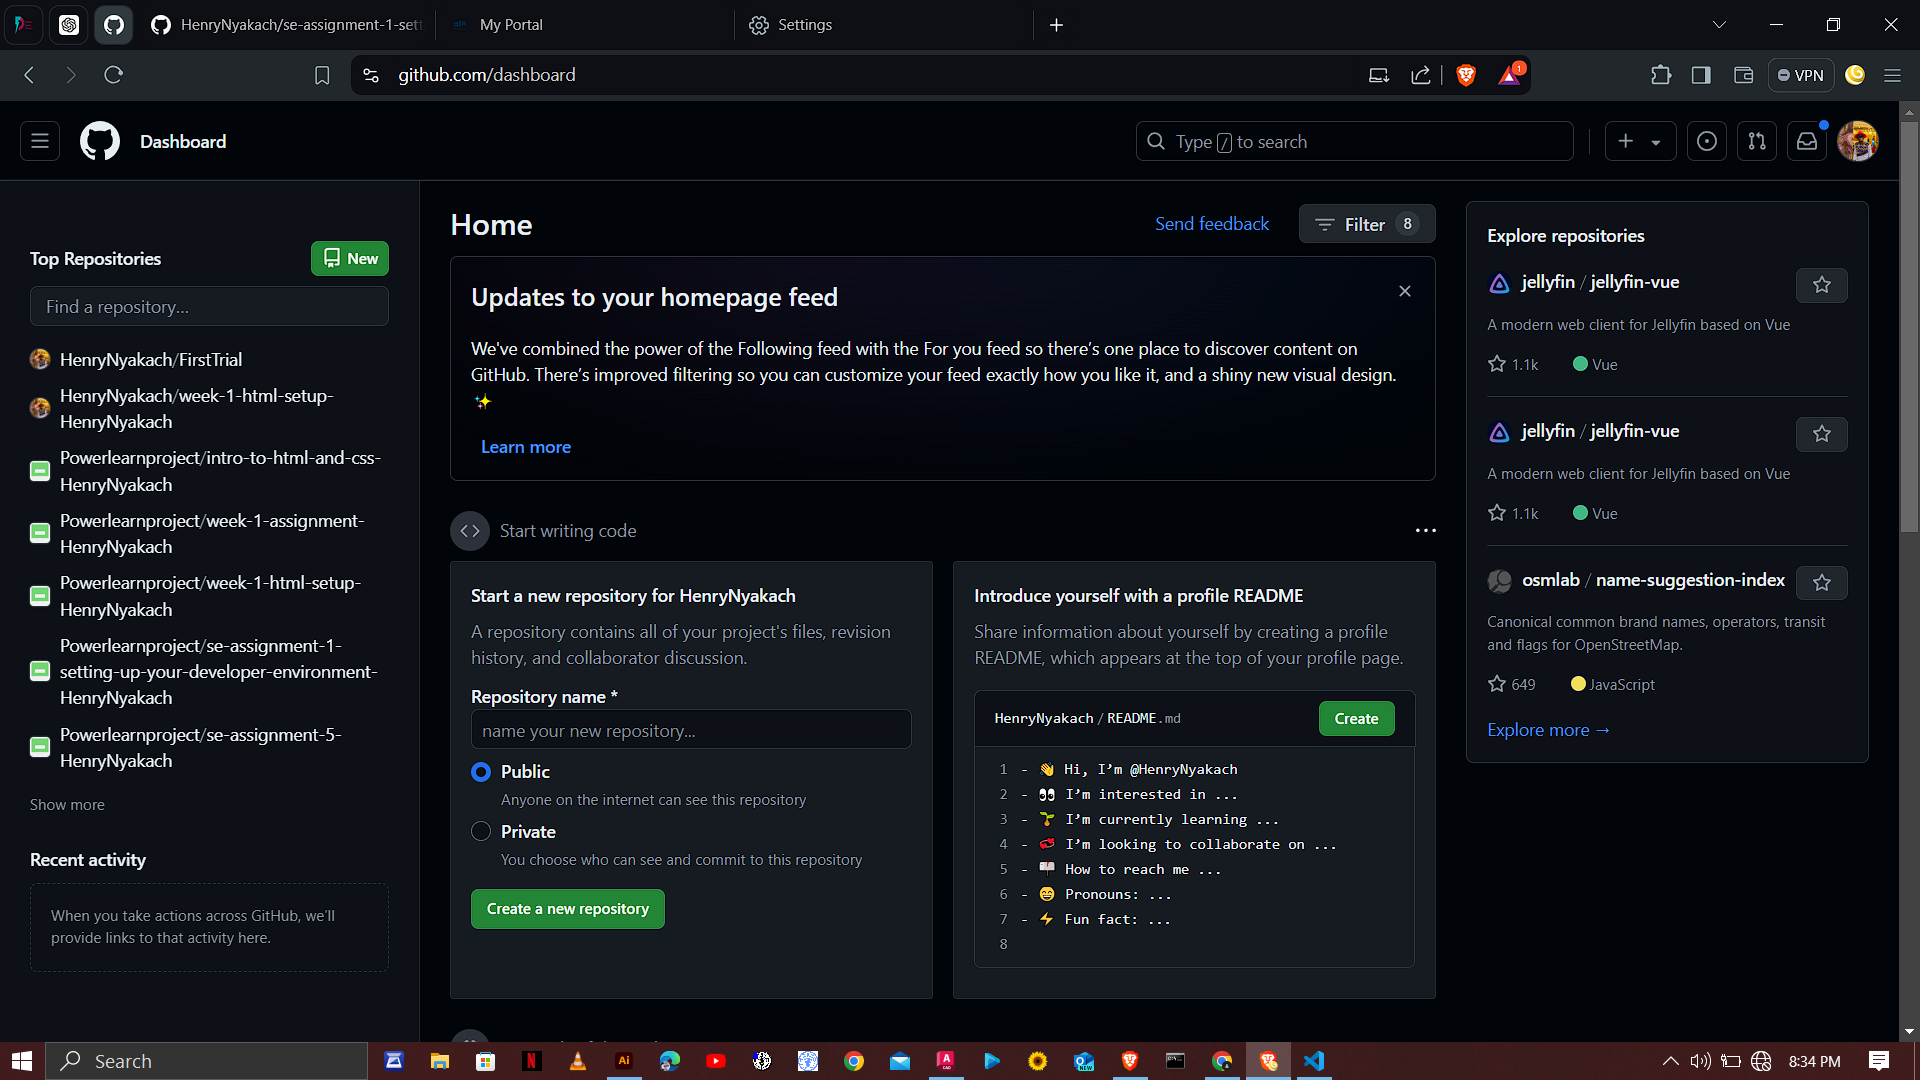 HenryNyakach/se-assignment-1-sett
My Portal
Settings
github.com/dashboard
1
VPN
Dashboard
Type / to search
Top Repositories
New
Find a repository...
HenryNyakach/FirstTrial
HenryNyakach/week-1-html-setup-
HenryNyakach
Powerlearnproject/intro-to-html-and-css-
HenryNyakach
Powerlearnproject/week-1-assignment-
HenryNyakach
Powerlearnproject/week-1-html-setup-
HenryNyakach
Powerlearnproject/se-assignment-1-
setting-up-your-developer-environment-
HenryNyakach
Powerlearnproject/se-assignment-5-
HenryNyakach
Show more
Recent activity
When you take actions across GitHub, we'll
provide links to that activity here.
Home
Send feedback
Filter 8
Updates to your homepage feed
We've combined the power of the Following feed with the For you feed so there's one place to discover content on
GitHub. There's improved filtering so you can customize your feed exactly how you like it, and a shiny new visual design.
✨
Learn more
Start writing code
Start a new repository for HenryNyakach
A repository contains all of your project's files, revision
history, and collaborator discussion.
Repository name *
name your new repository...
Public
Anyone on the internet can see this repository
Private
You choose who can see and commit to this repository
Create a new repository
Introduce yourself with a profile README
Share information about yourself by creating a profile
README, which appears at the top of your profile page.
HenryNyakach / README.md
Create
1 - 👋 Hi, I'm @HenryNyakach
2 - 👀 I'm interested in ...
3 - 🌱 I'm currently learning ...
4 - 💞️ I'm looking to collaborate on ...
5 - 📫 How to reach me ...
6 - 😄 Pronouns: ...
7 - ⚡ Fun fact: ...
8
Explore repositories
jellyfin / jellyfin-vue
A modern web client for Jellyfin based on Vue
1.1k Vue
jellyfin / jellyfin-vue
A modern web client for Jellyfin based on Vue
1.1k Vue
osmlab / name-suggestion-index
Canonical common brand names, operators, transit
and flags for OpenStreetMap.
649 JavaScript
Explore more →
Search
Ai
8:34 PM